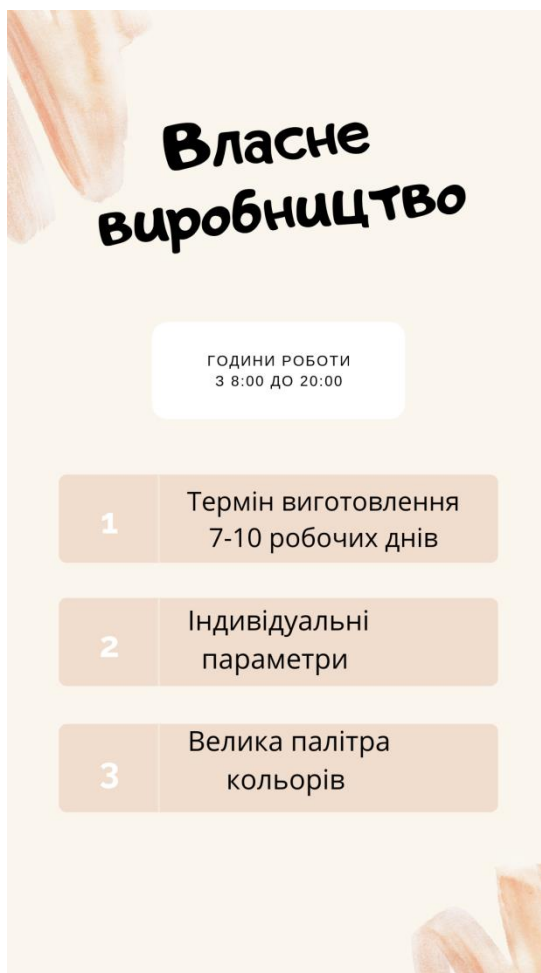 Власне
виробництво
ГОДИНИ РОБОТИ
З 8:00 ДО 20:00
1
Термін виготовлення
7-10 робочих днів
2
Індивідуальні
параметри
3
Велика палітра
кольорів